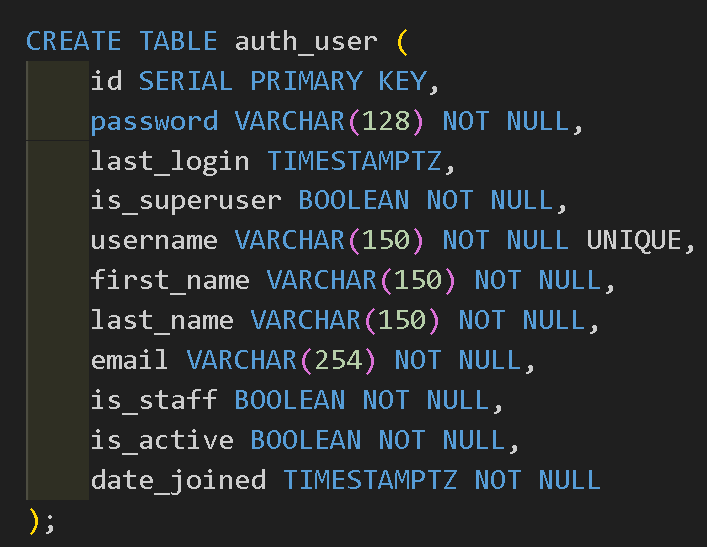 CREATE TABLE auth_user (
    id SERIAL PRIMARY KEY,
    password VARCHAR(128) NOT NULL,
    last_login TIMESTAMPTZ,
    is_superuser BOOLEAN NOT NULL,
    username VARCHAR(150) NOT NULL UNIQUE,
    first_name VARCHAR(150) NOT NULL,
    last_name VARCHAR(150) NOT NULL,
    email VARCHAR(254) NOT NULL,
    is_staff BOOLEAN NOT NULL,
    is_active BOOLEAN NOT NULL,
    date_joined TIMESTAMPTZ NOT NULL
);